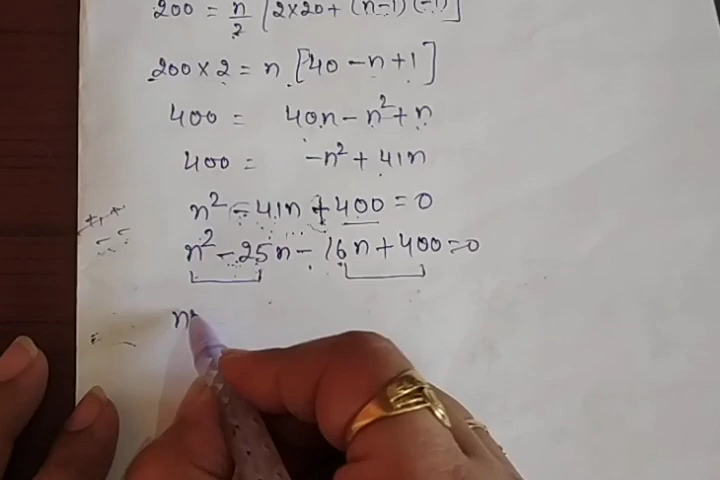 200 = n/2 [2×20 + (n-1) (-1)]
200 × 2 = n [40 - n + 1]
400 = 40n - n² + n
400 = -n² + 41n
n² - 41n + 400 = 0
n² - 25n - 16n + 400 = 0
n